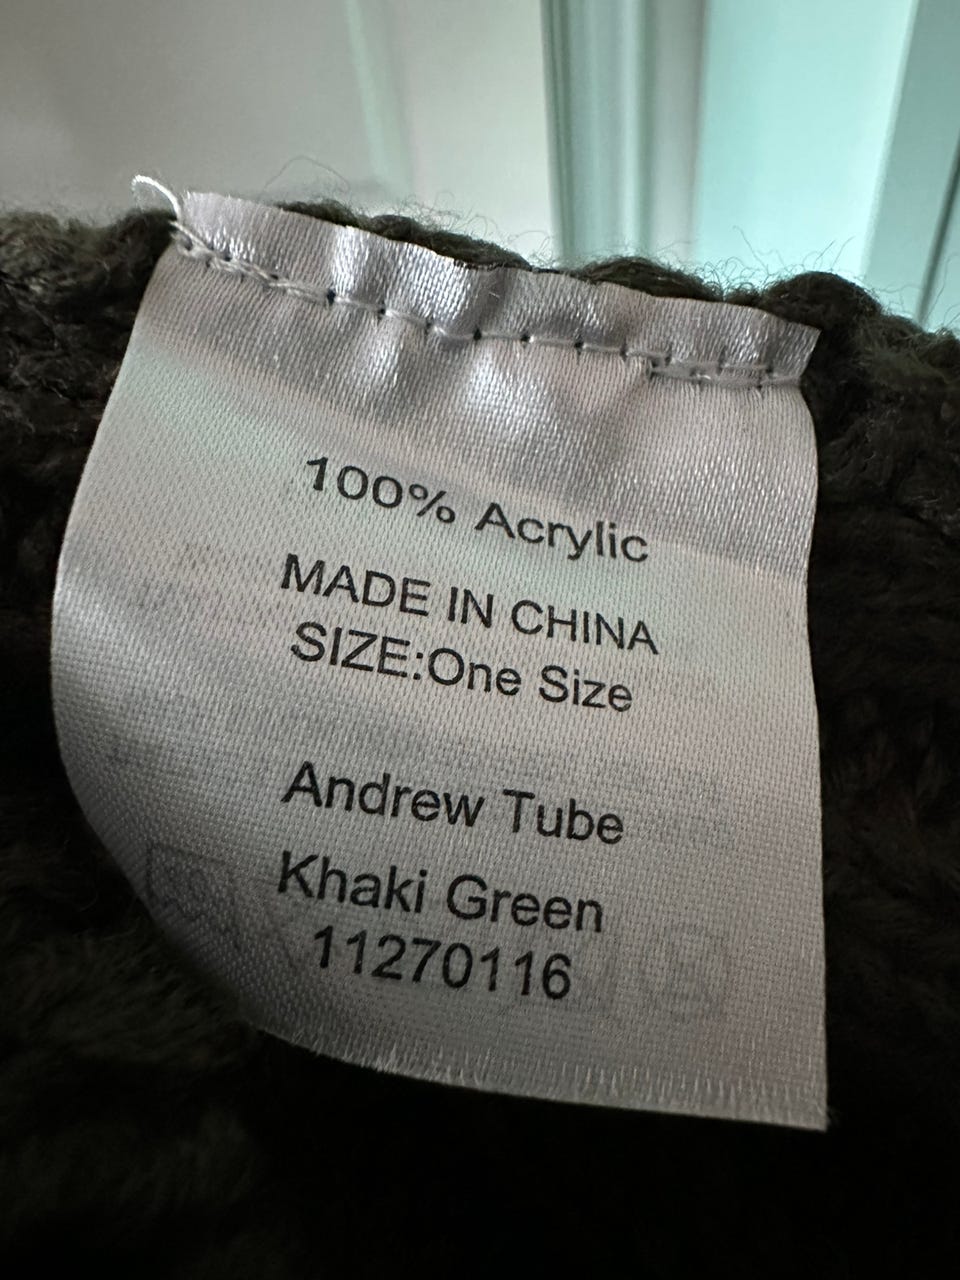 100% Acrylic
MADE IN CHINA
SIZE:One Size
Andrew Tube
Khaki Green
11270116